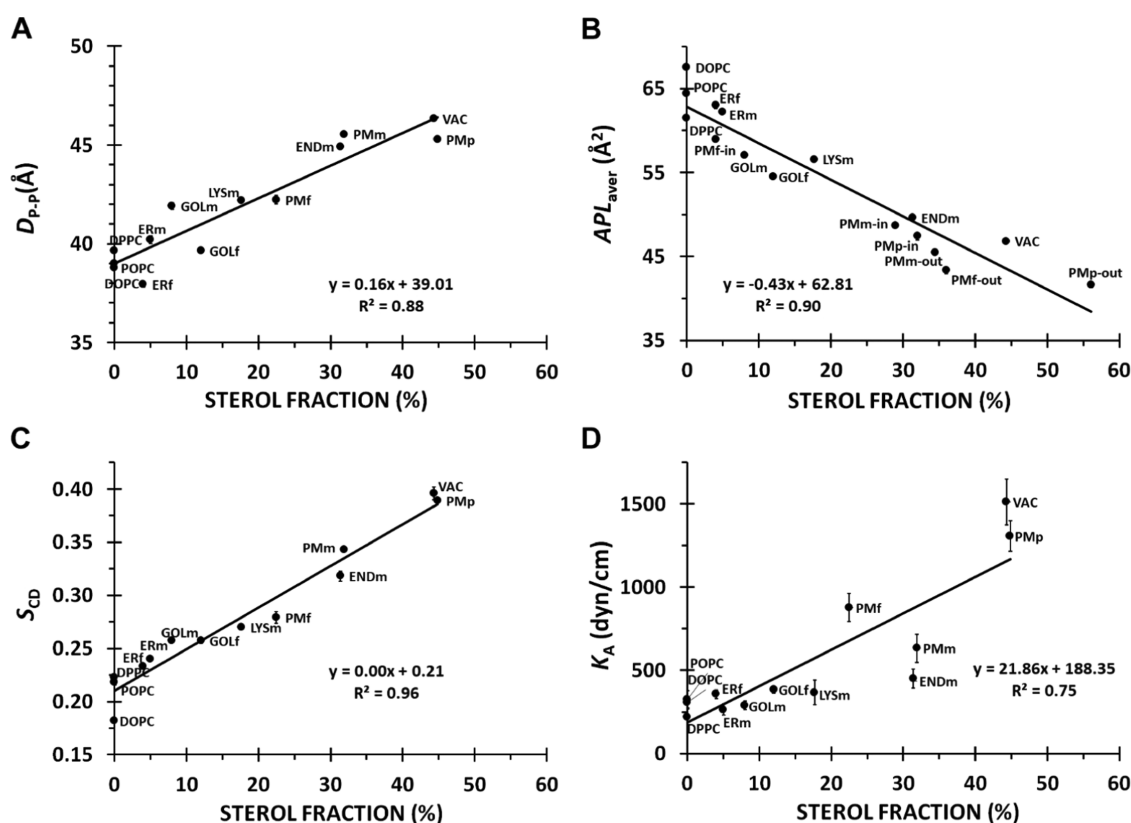 A
50
45
40
35
D P-P (Å)
VAC
PMm
PMp
ENDm
LYSm
GOLm
PMf
ERm
DPPC
GOLf
POPC
DOPC
ERf
y = 0.16x + 39.01
R² = 0.88
0 10 20 30 40 50 60
STEROL FRACTION (%)
B
65
55
45
35
APL aver (Å²)
DOPC
POPC
ERf
ERm
DPPC
PMf-in
LYSm
GOLm
GOLf
ENDm
PMm-in
VAC
PMp-in
PMm-out
PMf-out
PMp-out
y = -0.43x + 62.81
R² = 0.90
0 10 20 30 40 50 60
STEROL FRACTION (%)
C
0.40
0.35
0.30
0.25
0.20
0.15
S CD
VAC
PMp
PMm
ENDm
PMf
GOLm
LYSm
ERm
GOLf
ERf
DPPC
POPC
DOPC
y = 0.00x + 0.21
R² = 0.96
0 10 20 30 40 50 60
STEROL FRACTION (%)
D
1500
1000
500
0
K A (dyn/cm)
VAC
PMp
PMf
PMm
POPC
DOPC
ERf
GOLf
LYSm
ENDm
GOLm
DPPC
ERm
y = 21.86x + 188.35
R² = 0.75
0 10 20 30 40 50 60
STEROL FRACTION (%)